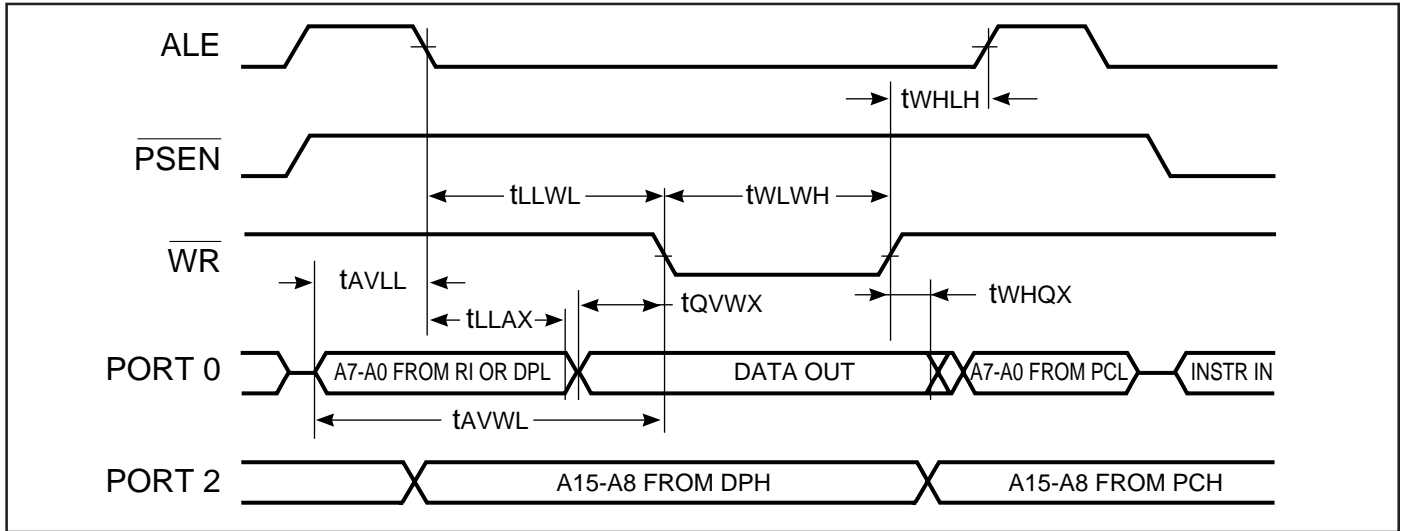 ALE
tWHLH
PSEN
tLLWL
tWLWH
WR
tAVLL
tQVWX
tWHQX
tLLAX
PORT 0
A7-A0 FROM RI OR DPL
DATA OUT
A7-A0 FROM PCL
INSTR IN
tAVWL
PORT 2
A15-A8 FROM DPH
A15-A8 FROM PCH